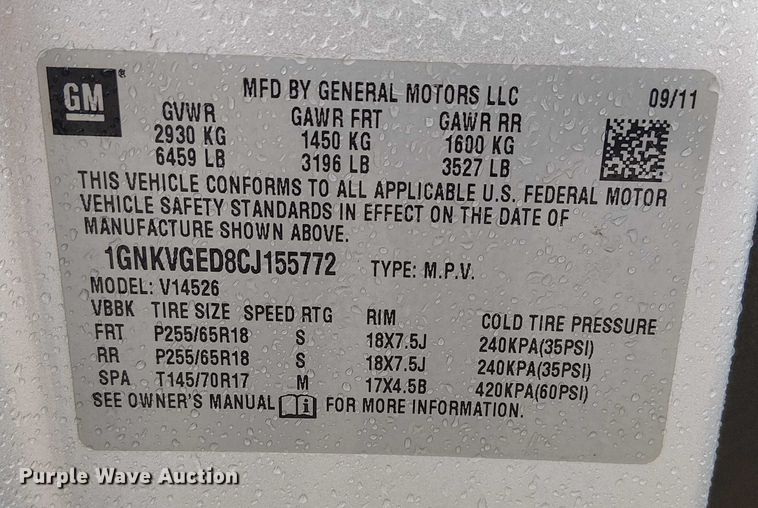 GM ®
MFD BY GENERAL MOTORS LLC 09/11
GVWR GAWR FRT GAWR RR
2930 KG 1450 KG 1600 KG
6459 LB 3196 LB 3527 LB
THIS VEHICLE CONFORMS TO ALL APPLICABLE U.S. FEDERAL MOTOR
VEHICLE SAFETY STANDARDS IN EFFECT ON THE DATE OF
MANUFACTURE SHOWN ABOVE.
1GNKVGED8CJ155772 TYPE: M.P.V.
MODEL: V14526
VBBK TIRE SIZE SPEED RTG RIM COLD TIRE PRESSURE
FRT P255/65R18 S 18X7.5J 240KPA(35PSI)
RR P255/65R18 S 18X7.5J 240KPA(35PSI)
SPA T145/70R17 M 17X4.5B 420KPA(60PSI)
SEE OWNER'S MANUAL i FOR MORE INFORMATION.
Purple Wave Auction